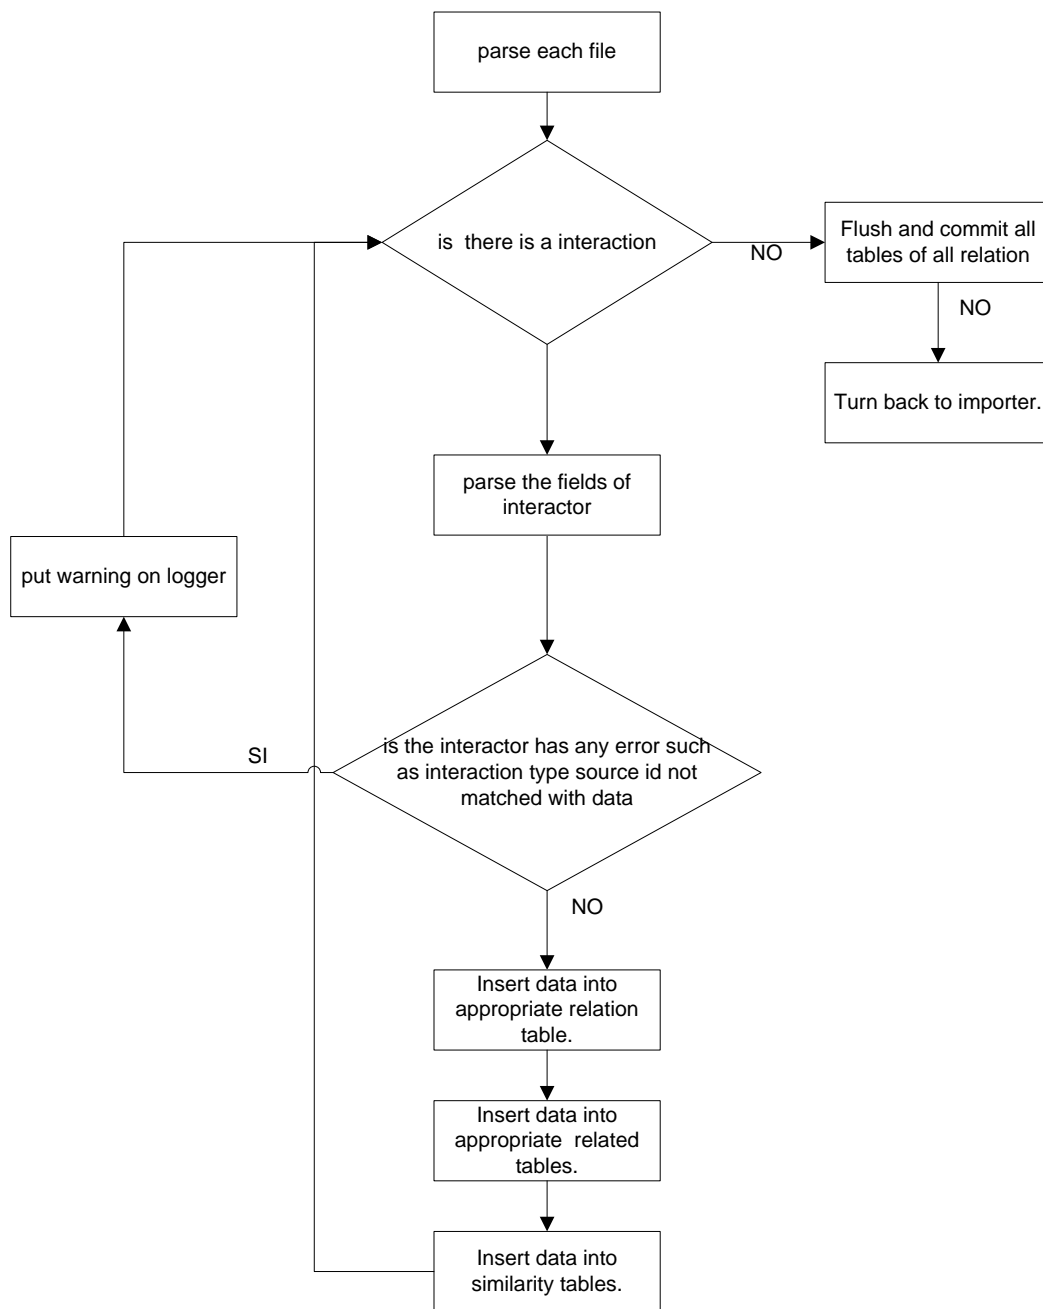 parse each file
is  there is a interaction
NO
Flush and commit all
tables of all relation
NO
Turn back to importer.
parse the fields of
interactor
put warning on logger
SI
is the interactor has any error such
as interaction type source id not
matched with data
NO
Insert data into
appropriate relation
table.
Insert data into
appropriate  related
tables.
Insert data into
similarity tables.